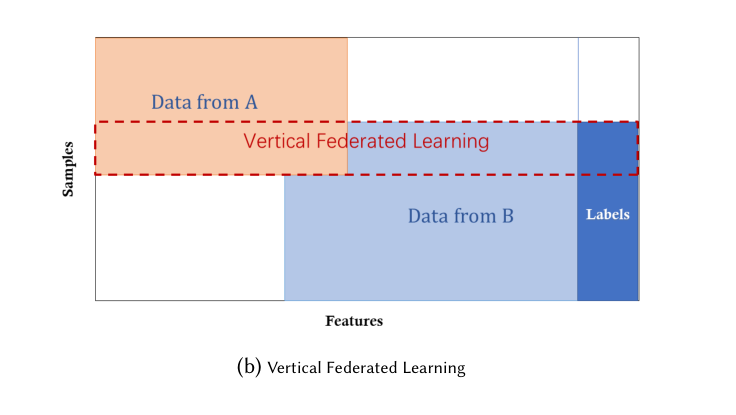 Data from A
Vertical Federated Learning
Samples
Data from B
Labels
Features
(b) Vertical Federated Learning